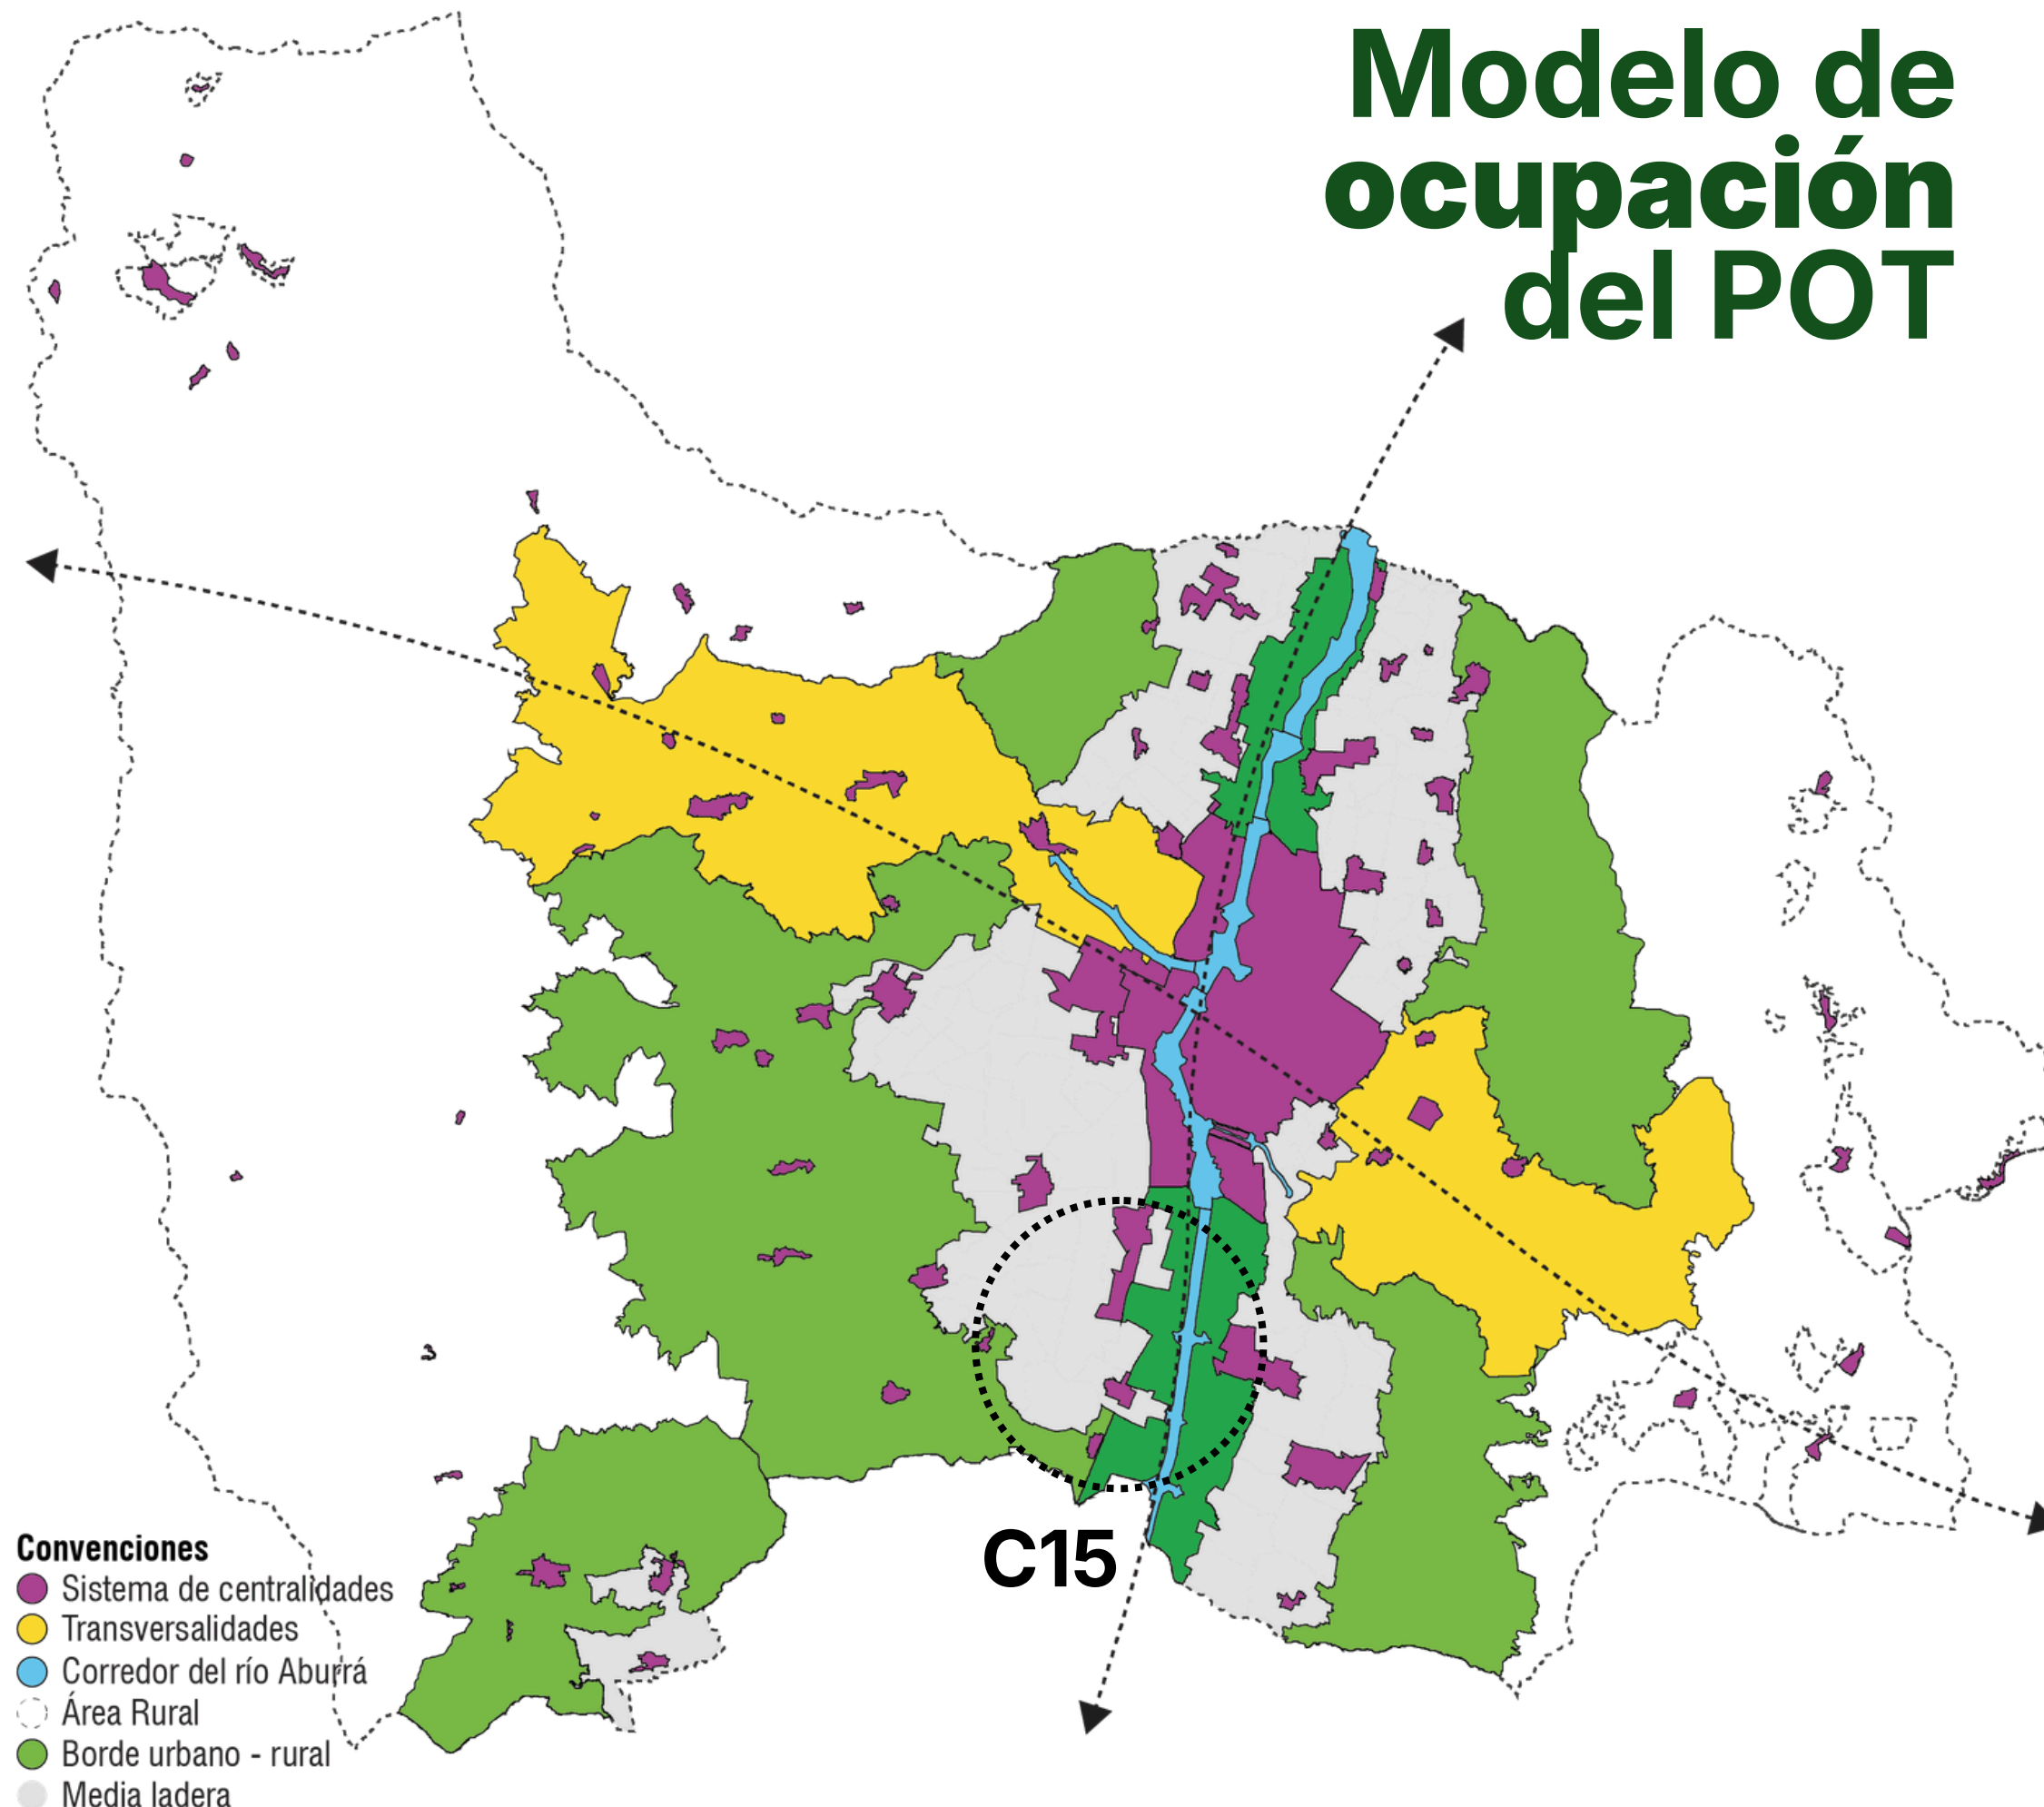 Modelo de
ocupación
del POT
C15
Convenciones
Sistema de centralidades
Transversalidades
Corredor del río Aburrá
Área Rural
Borde urbano - rural
Media ladera